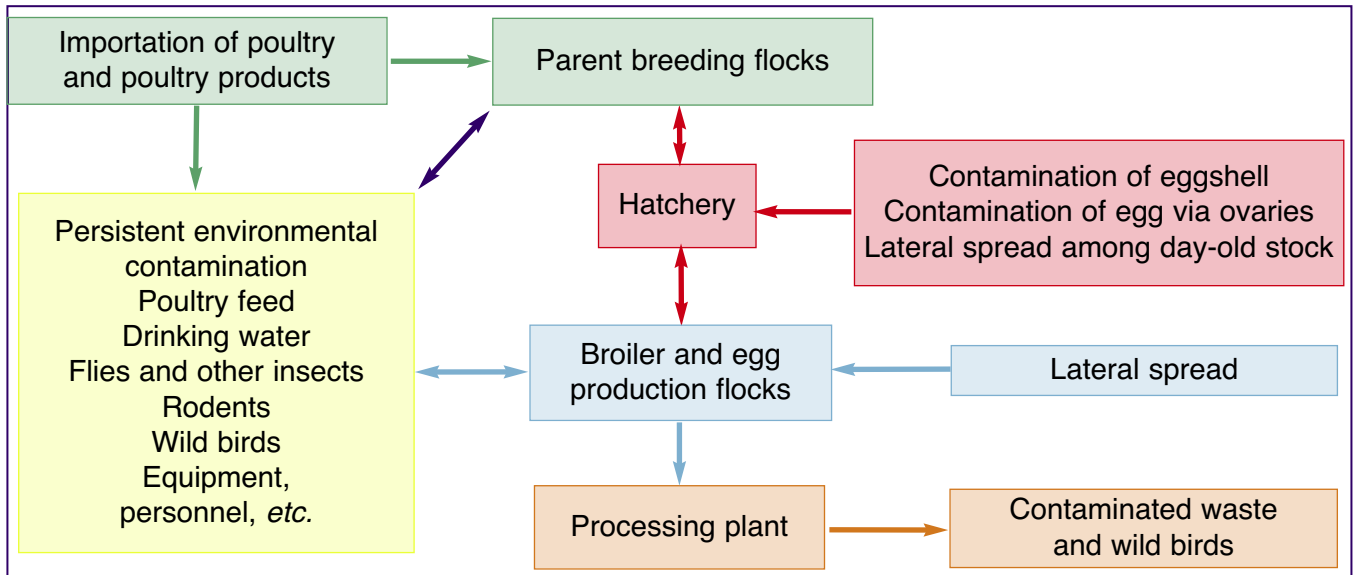 Importation of poultry
and poultry products
Parent breeding flocks
Hatchery
Contamination of eggshell
Contamination of egg via ovaries
Lateral spread among day-old stock
Persistent environmental
contamination
Poultry feed
Drinking water
Flies and other insects
Rodents
Wild birds
Equipment,
personnel, etc.
Broiler and egg
production flocks
Lateral spread
Processing plant
Contaminated waste
and wild birds